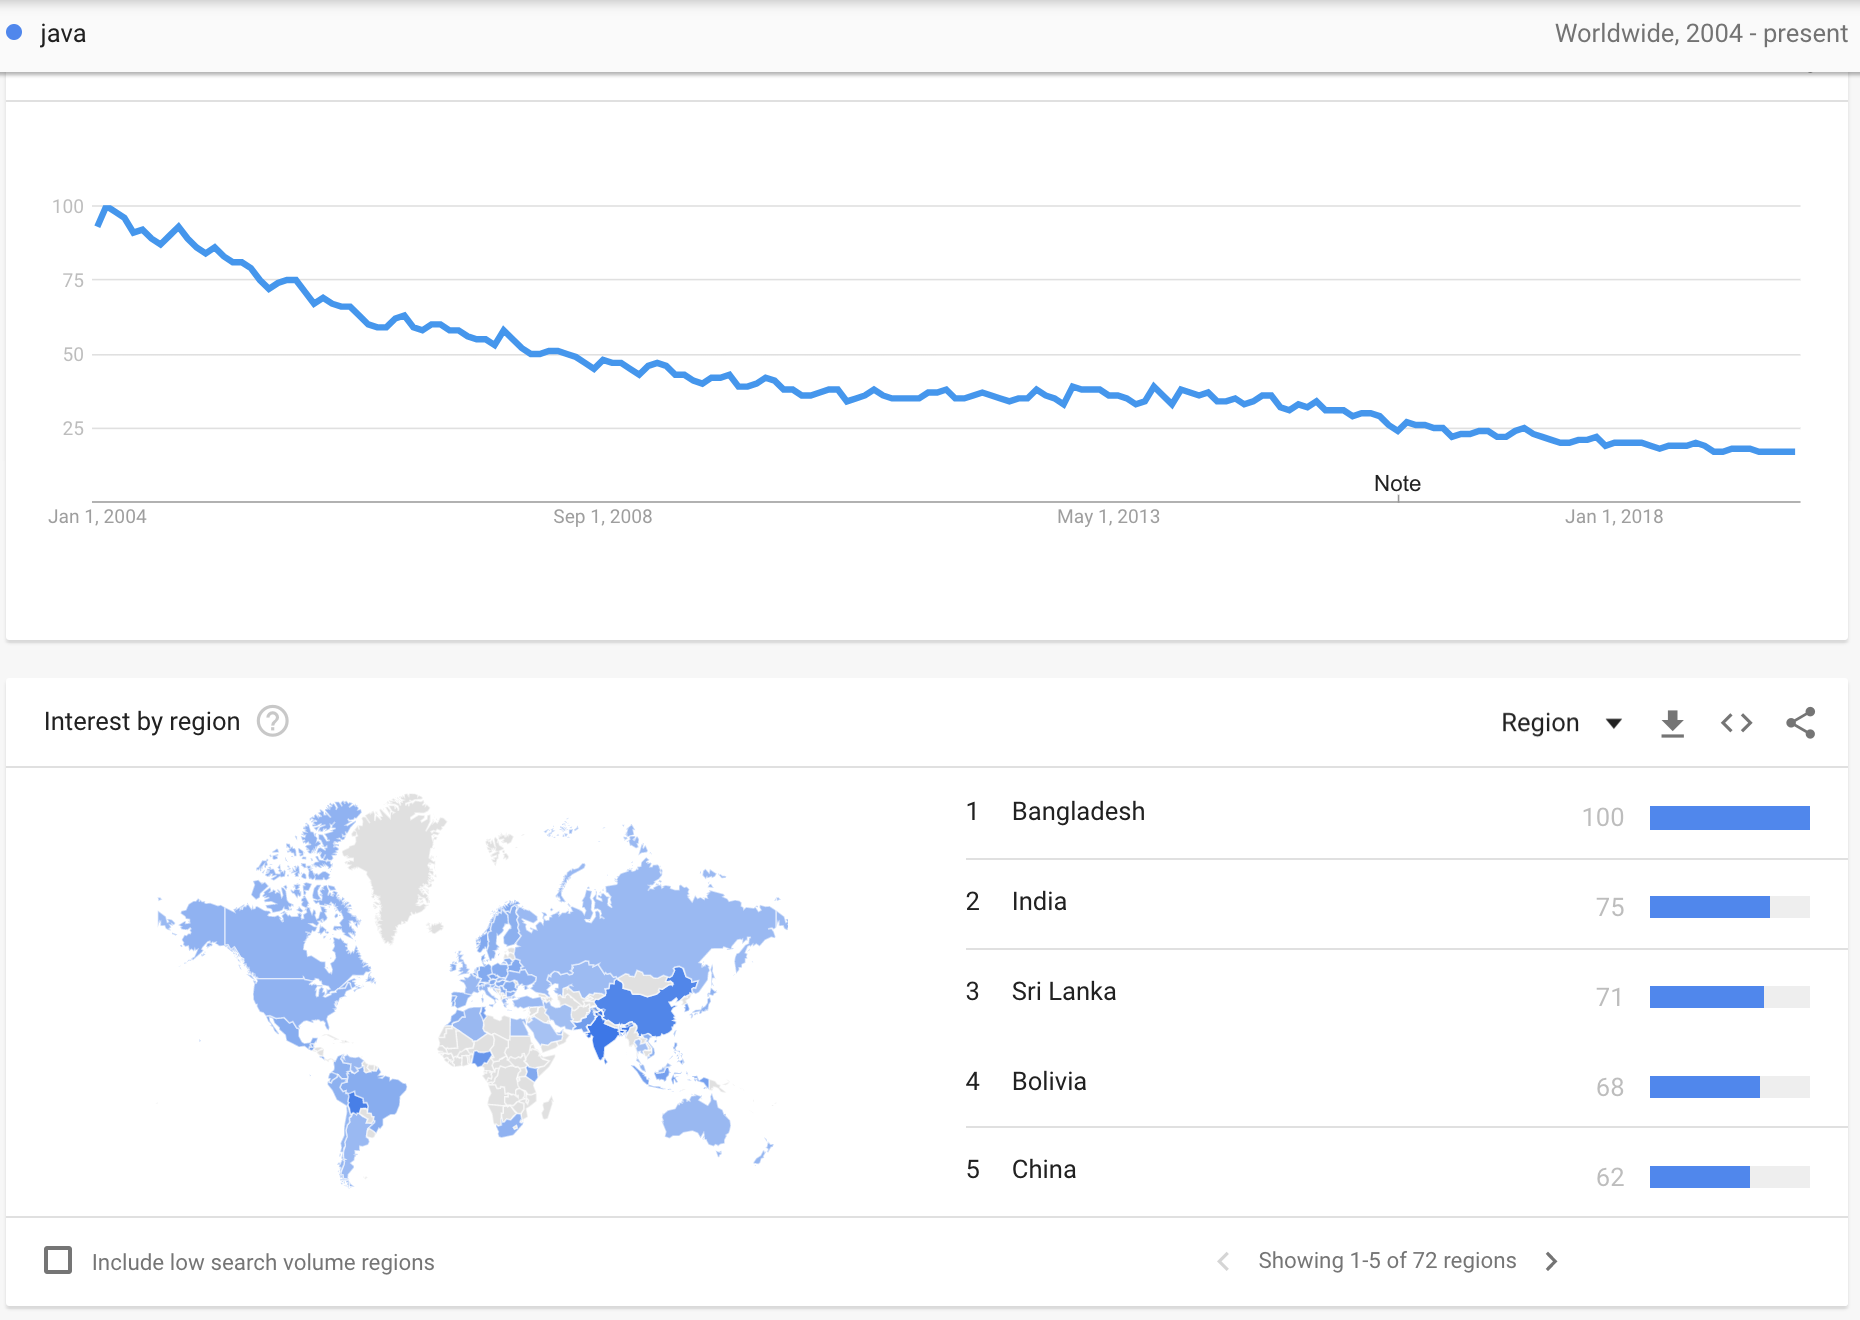 java
Worldwide, 2004 - present
100
75
50
25
Note
Jan 1, 2004
Sep 1, 2008
May 1, 2013
Jan 1, 2018
Interest by region ?
Region
1 Bangladesh 100
2 India 75
3 Sri Lanka 71
4 Bolivia 68
5 China 62
Include low search volume regions
Showing 1-5 of 72 regions